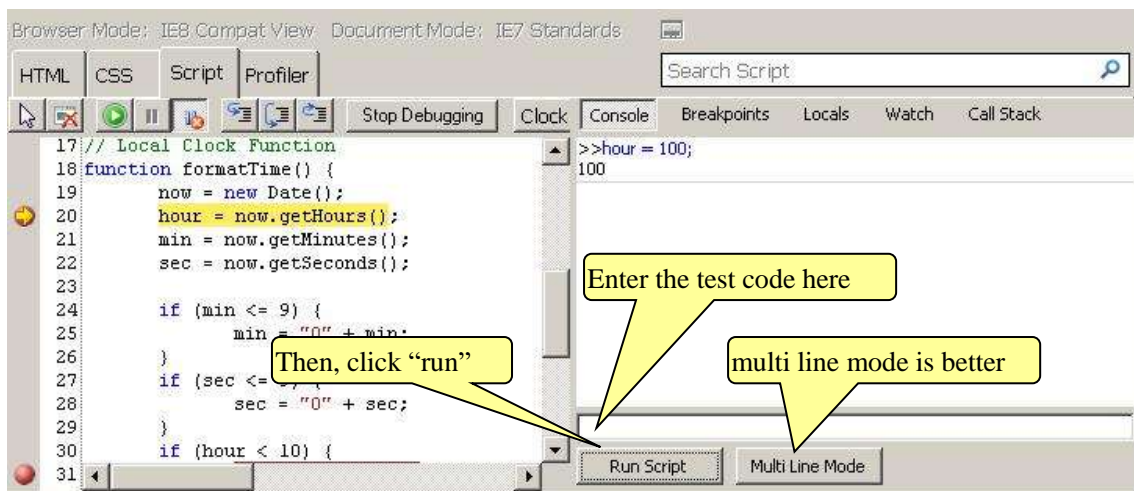 Browser Mode: IE8 Compat View Document Mode: IE7 Standards
HTML CSS Script Profiler
Search Script
Stop Debugging Clock Console Breakpoints Locals Watch Call Stack
17 // Local Clock Function
18 function formatTime() {
19 now = new Date();
20 hour = now.getHours();
21 min = now.getMinutes();
22 sec = now.getSeconds();
23
24 if (min <= 9) {
25 min = "0" + min;
26 }
27 if (sec <=
28 sec = "0" + sec;
29 }
30 if (hour < 10) {
31
>>hour = 100;
100
Enter the test code here
Then, click “run”
multi line mode is better
Run Script Multi Line Mode